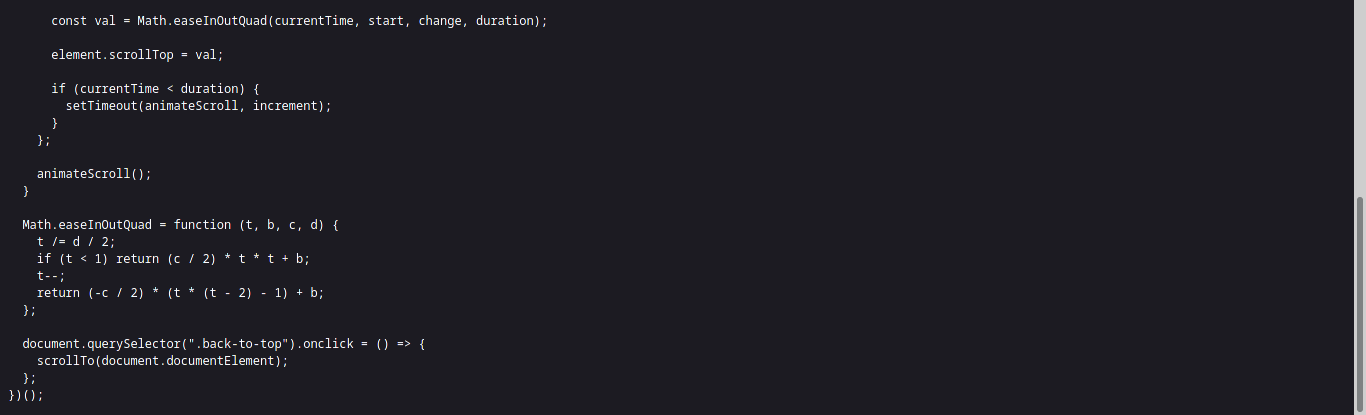 const val = Math.easeInOutQuad(currentTime, start, change, duration);
element.scrollTop = val;
if (currentTime < duration) {
setTimeout(animateScroll, increment);
}
};
animateScroll();
}
Math.easeInOutQuad = function (t, b, c, d) {
t /= d / 2;
if (t < 1) return (c / 2) * t * t + b;
t--;
return (-c / 2) * (t * (t - 2) - 1) + b;
};
document.querySelector(".back-to-top").onclick = () => {
scrollTo(document.documentElement);
};
})();